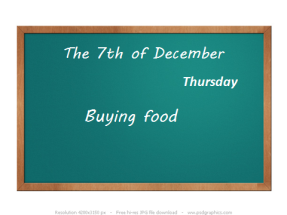 The 7th of December
Thursday
Buying food